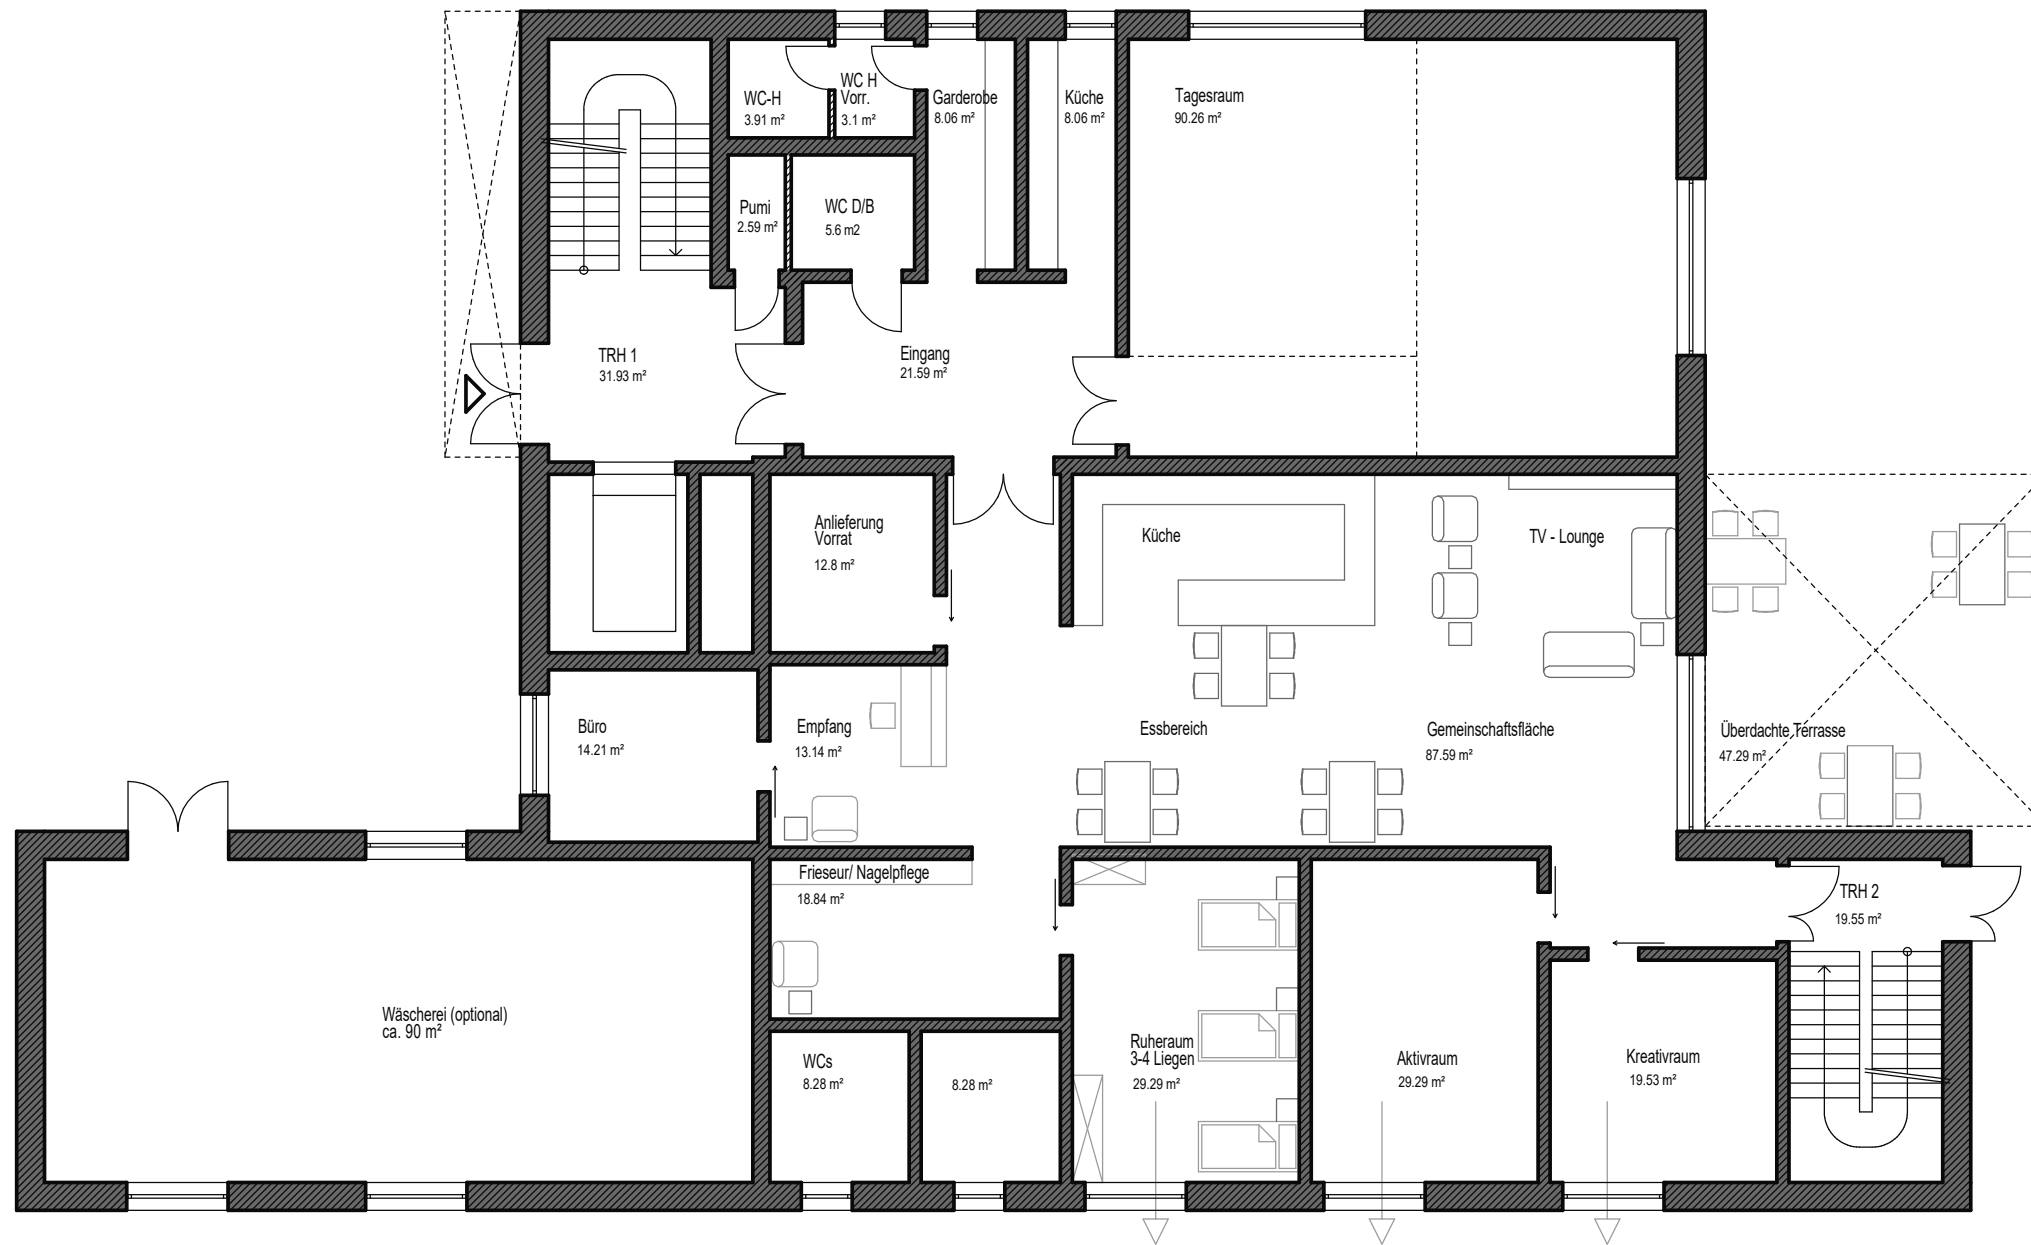 WC-H
3.91 m²
WC H
Vorr.
3.1 m²
Garderobe
8.06 m²
Küche
8.06 m²
Tagesraum
90.26 m²
Pumi
2.59 m²
WC D/B
5.6 m2
TRH 1
31.93 m²
Eingang
21.59 m²
Anlieferung
Vorrat
12.8 m²
Küche
TV - Lounge
Büro
14.21 m²
Empfang
13.14 m²
Essbereich
Gemeinschaftsfläche
87.59 m²
Überdachte Terrasse
47.29 m²
Frieseur/ Nagelpflege
18.84 m²
TRH 2
19.55 m²
Wäscherei (optional)
ca. 90 m²
WCs
8.28 m²
8.28 m²
Ruheraum
3-4 Liegen
29.29 m²
Aktivraum
29.29 m²
Kreativraum
19.53 m²